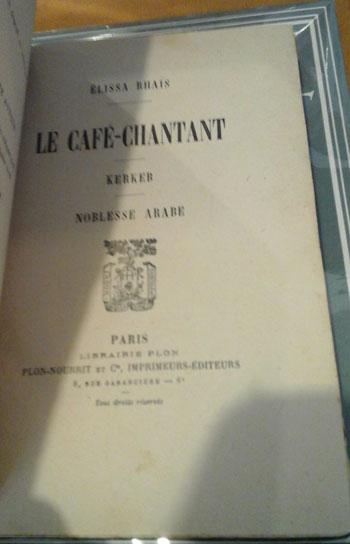 ÉLISSA RHAÏS
LE CAFÉ-CHANTANT
KERKEB
NOBLESSE ARABE
PARIS
LIBRAIRIE PLON
PLON-NOURRIT ET Cie, IMPRIMEURS-ÉDITEURS
8, RUE GARANCIÈRE — 6e
Tous droits réservés